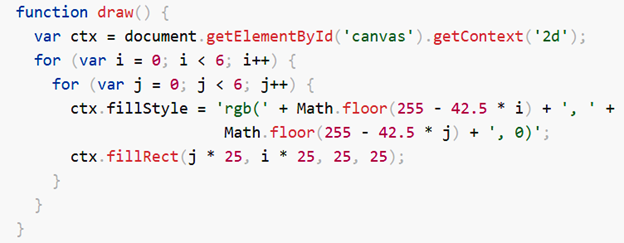 function draw() {
  var ctx = document.getElementById('canvas').getContext('2d');
  for (var i = 0; i < 6; i++) {
    for (var j = 0; j < 6; j++) {
      ctx.fillStyle = 'rgb(' + Math.floor(255 - 42.5 * i) + ', ' +
                       Math.floor(255 - 42.5 * j) + ', 0)';
      ctx.fillRect(j * 25, i * 25, 25, 25);
    }
  }
}